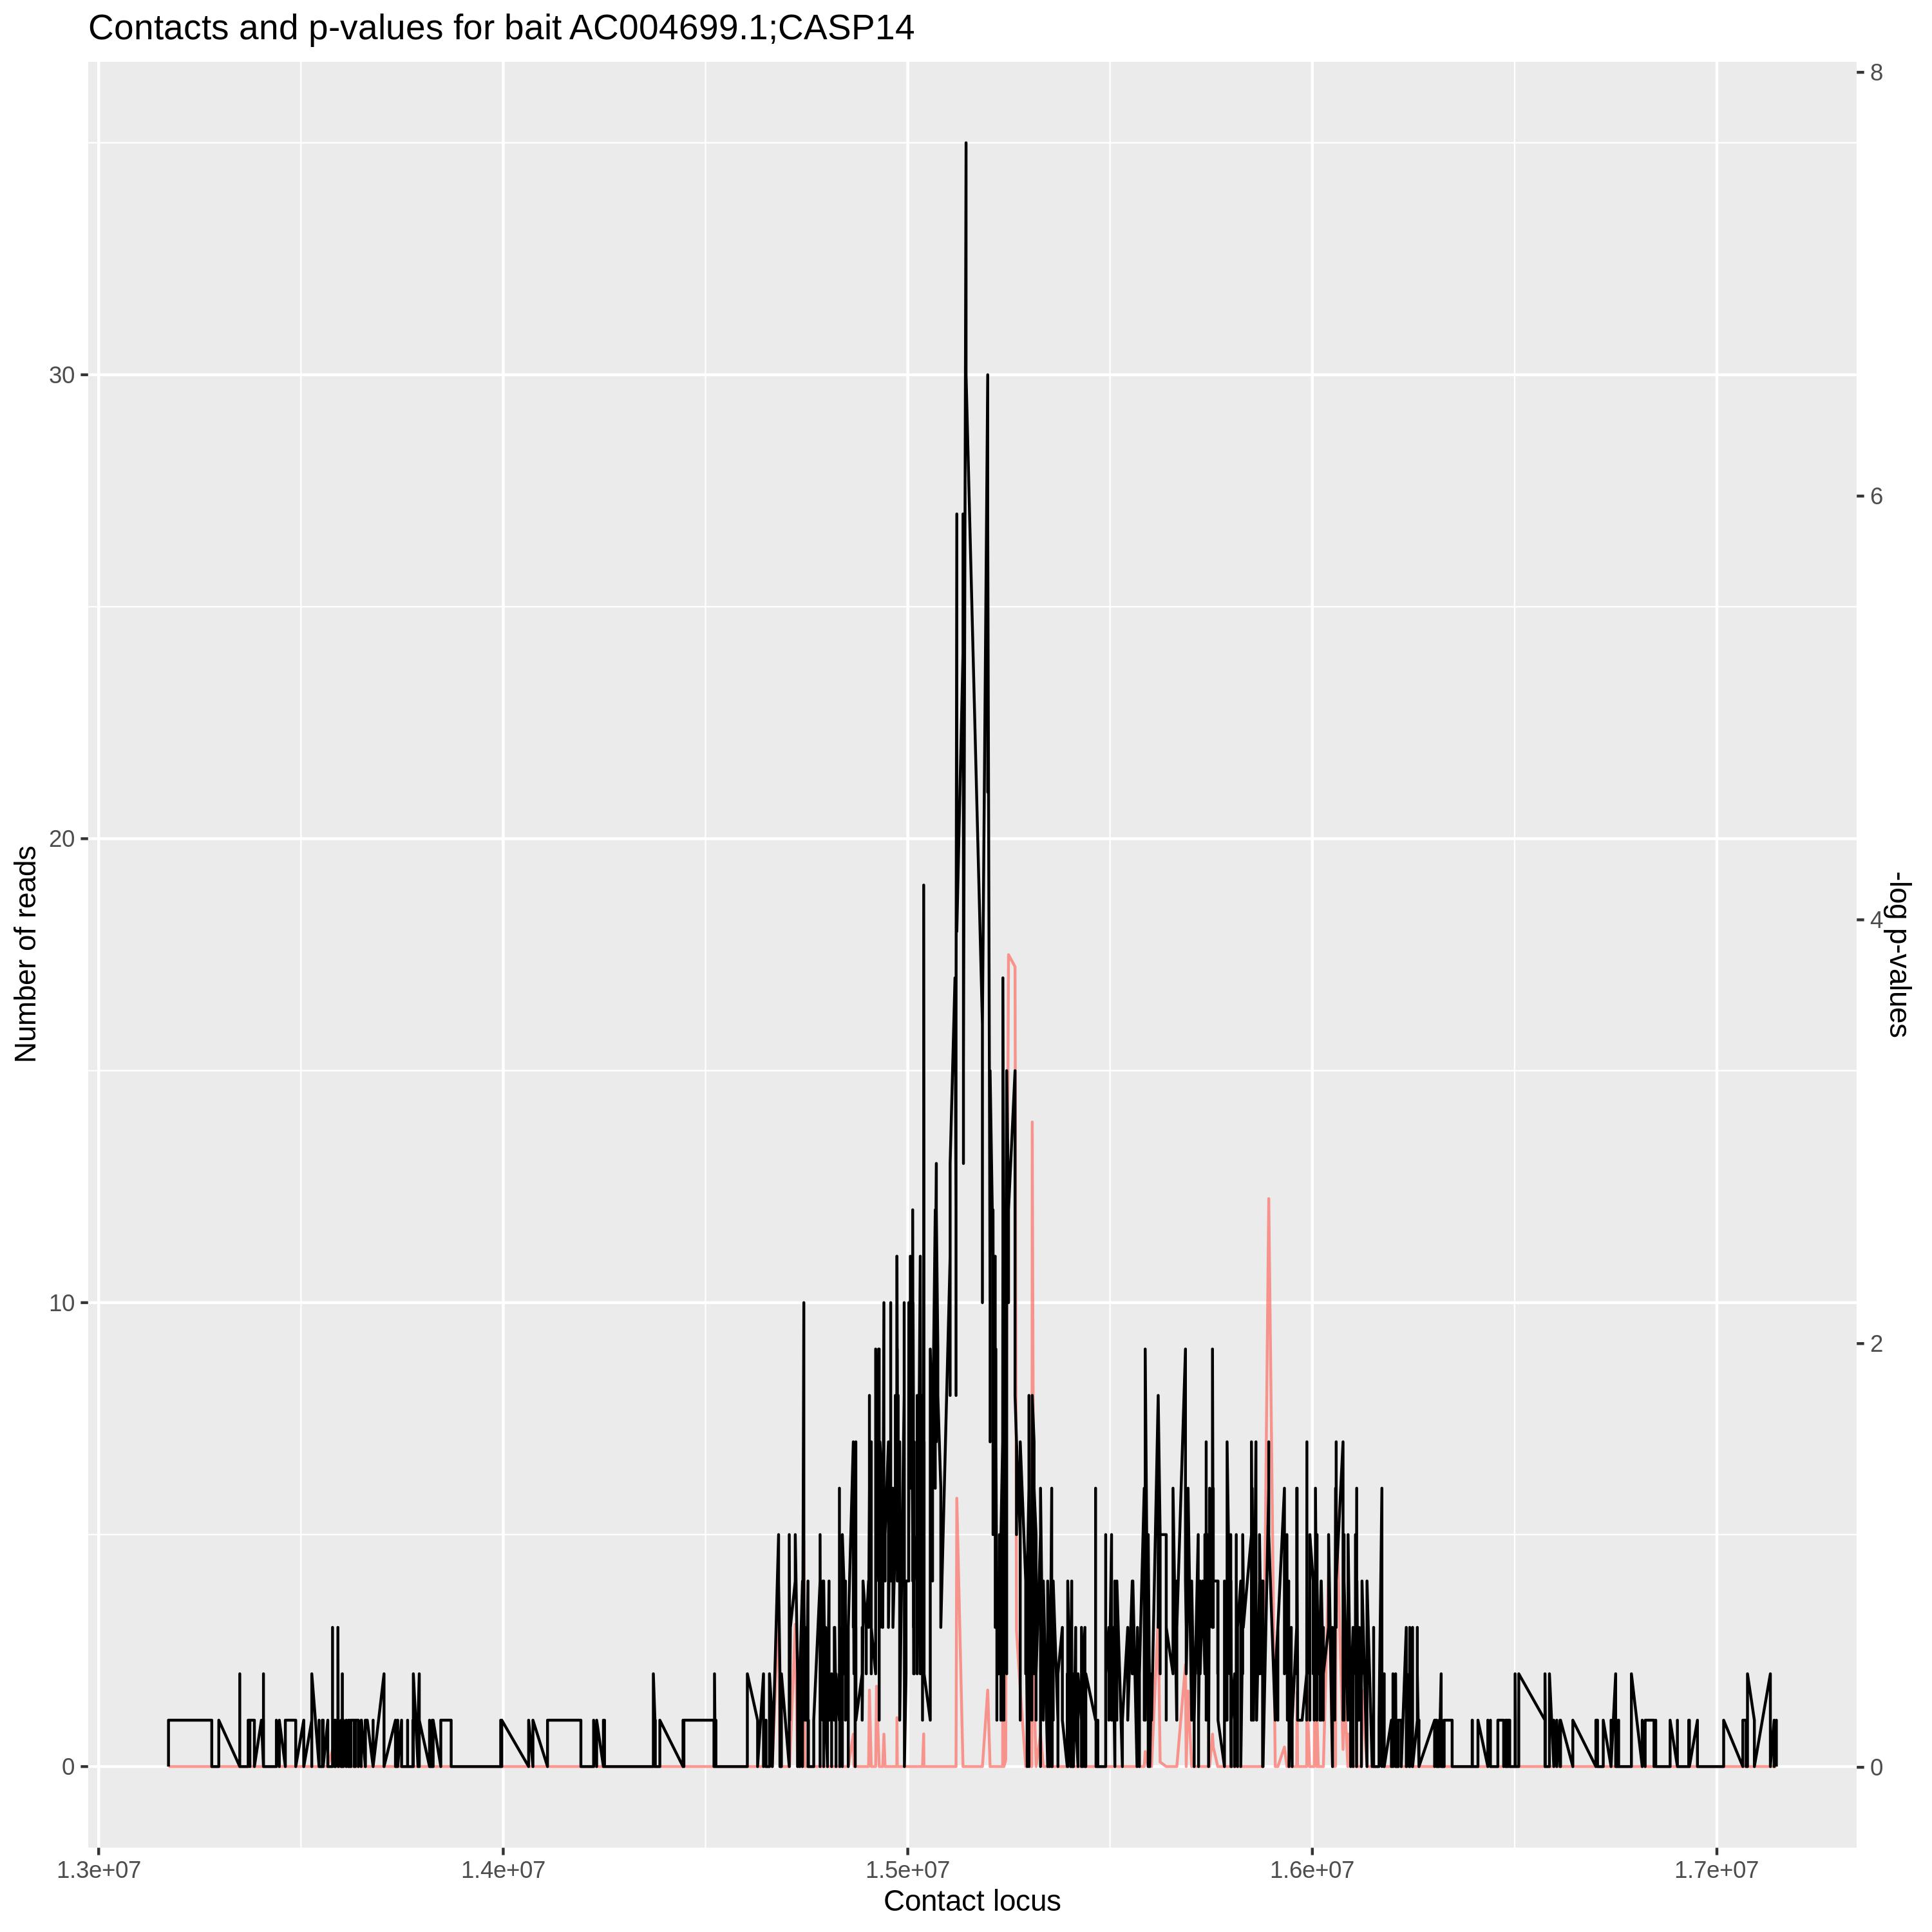 Contacts and p-values for bait AC004699.1;CASP14
8
30
6
20
Number of reads
4
-log p-values
10
2
0
0
1.3e+07
1.4e+07
1.5e+07
1.6e+07
1.7e+07
Contact locus